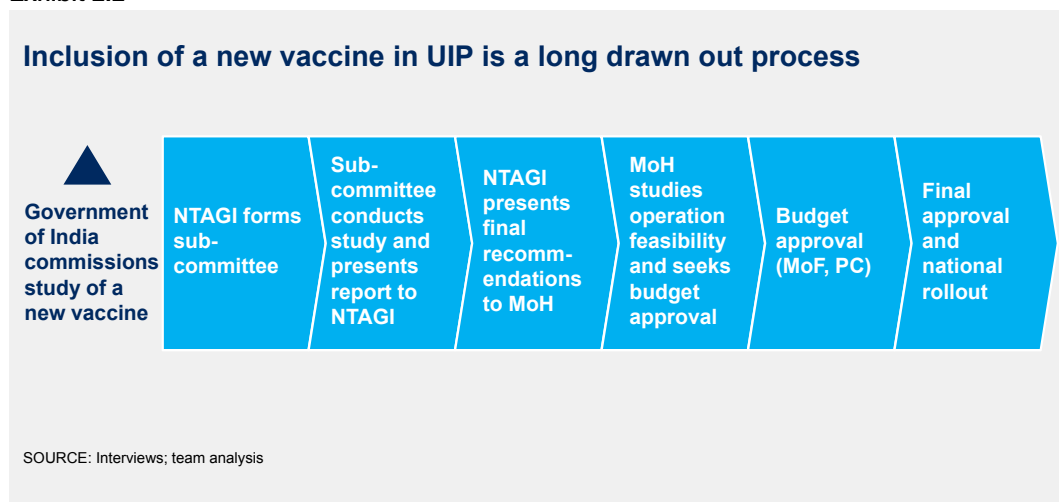 Inclusion of a new vaccine in UIP is a long drawn out process
Government
of India
commissions
study of a
new vaccine
NTAGI forms
sub-
committee
Sub-
committee
conducts
study and
presents
report to
NTAGI
NTAGI
presents
final
recomm-
endations
to MoH
MoH
studies
operation
feasibility
and seeks
budget
approval
Budget
approval
(MoF, PC)
Final
approval
and
national
rollout
SOURCE: Interviews; team analysis